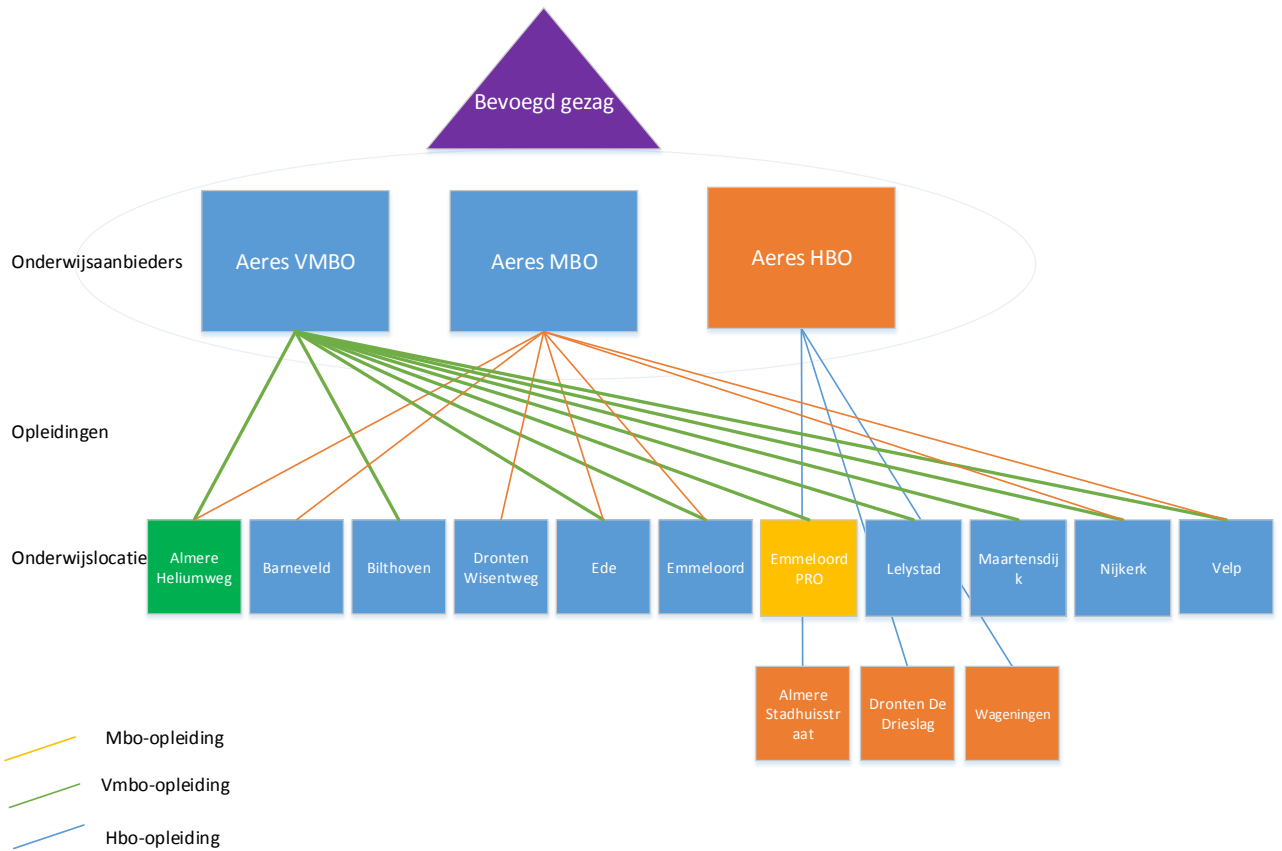 Bevoegd gezag
Onderwijsaanbieders
Aeres VMBO
Aeres MBO
Aeres HBO
Opleidingen
Onderwijslocatie
Almere
Heliumweg
Barneveld
Bilthoven
Dronten
Wisentweg
Ede
Emmeloord
Emmeloord
PRO
Lelystad
Maartensdij
k
Nijkerk
Velp
Almere
Stadhuisstr
aat
Dronten De
Drieslag
Wageningen
Mbo-opleiding
Vmbo-opleiding
Hbo-opleiding